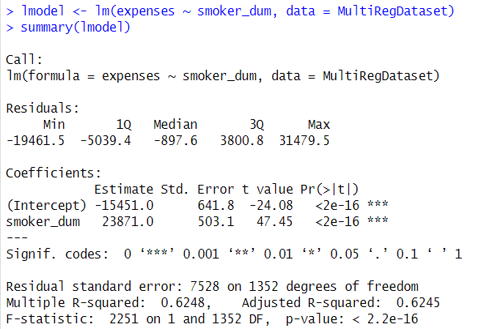 > lmodel <- lm(expenses ~ smoker_dum, data = MultiRegDataset)
> summary(lmodel)
Call:
lm(formula = expenses ~ smoker_dum, data = MultiRegDataset)
Residuals:
Min 1Q Median 3Q Max
-19461.5 -5039.4 -897.6 3800.8 31479.5
Coefficients:
Estimate Std. Error t value Pr(>|t|)
(Intercept) -15451.0 641.8 -24.08 <2e-16 ***
smoker_dum 23871.0 503.1 47.45 <2e-16 ***
---
Signif. codes: 0 ‘***’ 0.001 ‘**’ 0.01 ‘*’ 0.05 ‘.’ 0.1 ‘ ’ 1
Residual standard error: 7528 on 1352 degrees of freedom
Multiple R-squared: 0.6248, Adjusted R-squared: 0.6245
F-statistic: 2251 on 1 and 1352 DF, p-value: < 2.2e-16